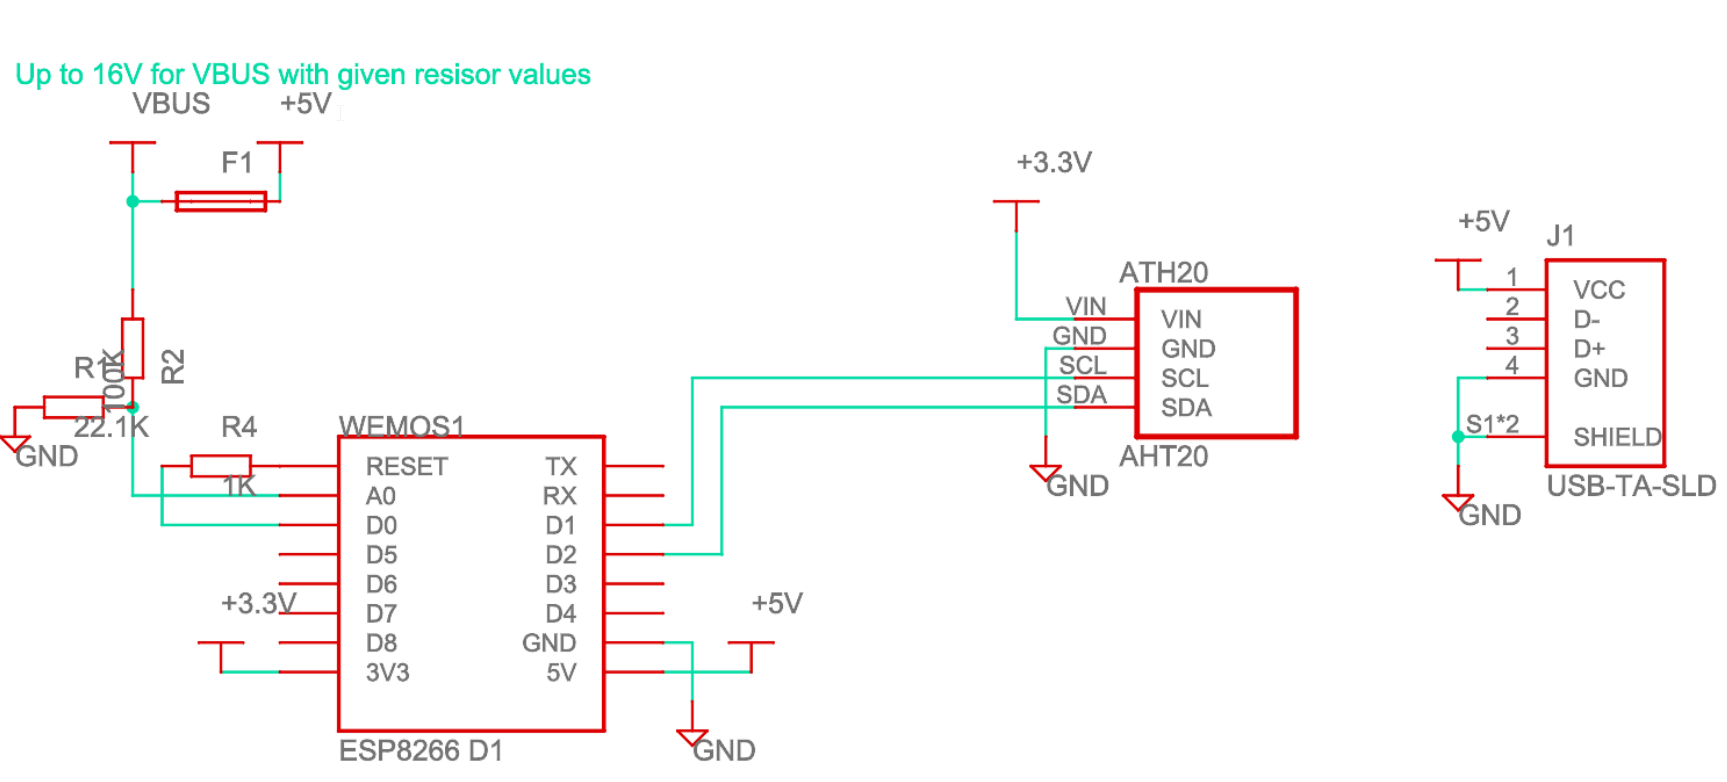 Up to 16V for VBUS with given resisor values
VBUS
+5V
F1
R1
100K
R2
22.1K
GND
R4
1K
WEMOS1
RESET
A0
D0
D5
D6
D7
D8
3V3
TX
RX
D1
D2
D3
D4
GND
5V
+3.3V
+5V
GND
ESP8266 D1
+3.3V
ATH20
VIN
GND
SCL
SDA
VIN
GND
SCL
SDA
AHT20
GND
+5V
J1
1
2
3
4
S1*2
VCC
D-
D+
GND
SHIELD
USB-TA-SLD
GND